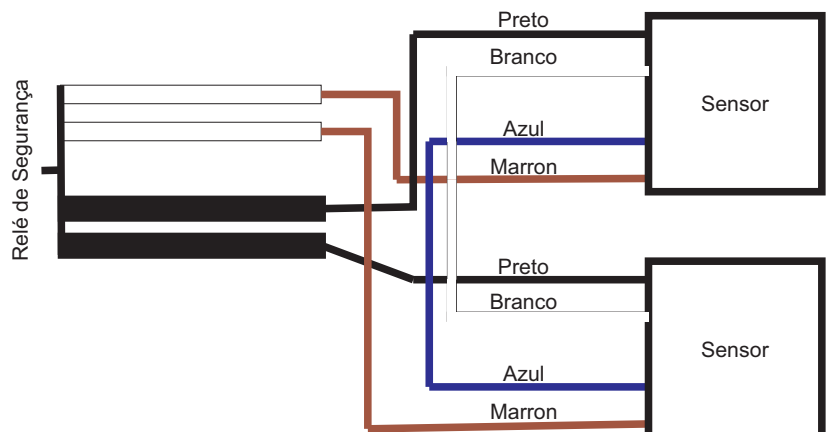 Relé de Segurança
Preto
Branco
Azul
Marron
Sensor
Preto
Branco
Azul
Marron
Sensor